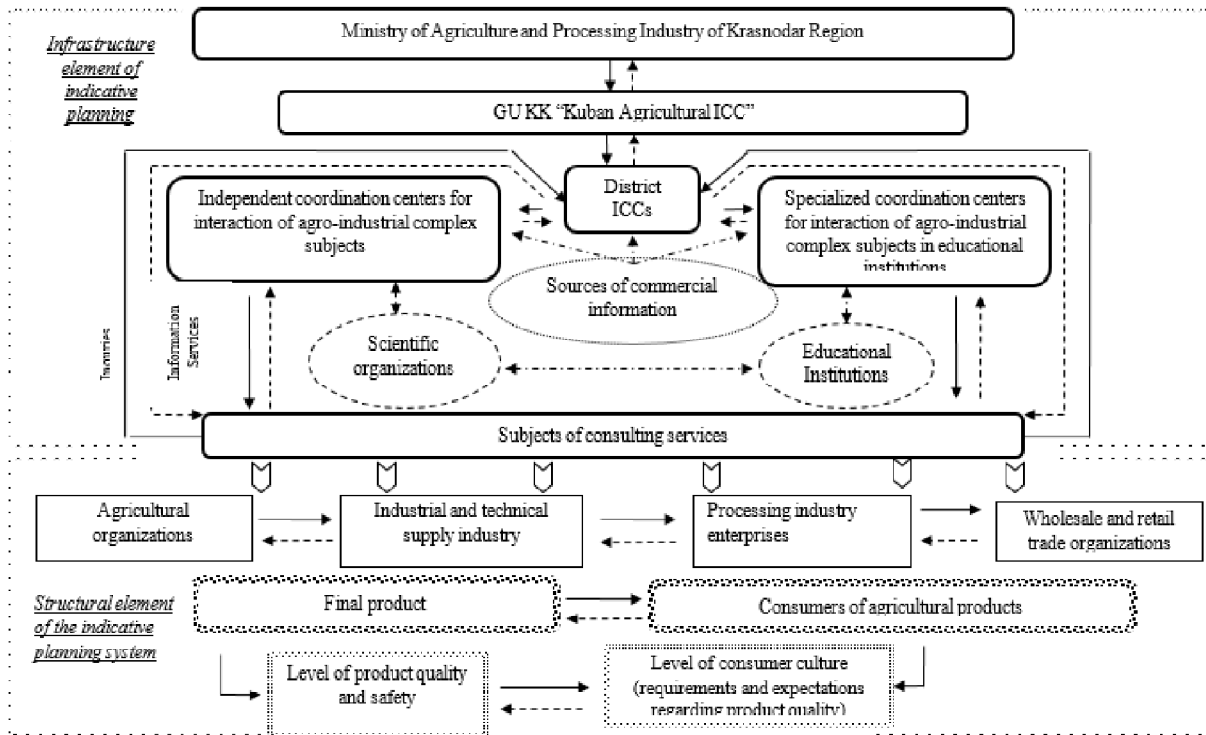 Ministry of Agriculture and Processing Industry of Krasnodar Region
Infrastructure
element of
indicative
planning
GU KK “Kuban Agricultural ICC”
District
ICCs
Independent coordination centers for
interaction of agro-industrial complex
subjects
Specialized coordination centers
for interaction of agro-industrial
complex subjects in educational
institutions
Sources of commercial
information
Inquiries
Information
Services
Scientific
organizations
Educational
Institutions
Subjects of consulting services
Agricultural
organizations
Industrial and technical
supply industry
Processing industry
enterprises
Wholesale and retail
trade organizations
Structural element
of the indicative
planning system
Final product
Consumers of agricultural products
Level of product quality
and safety
Level of consumer culture
(requirements and expectations
regarding product quality)